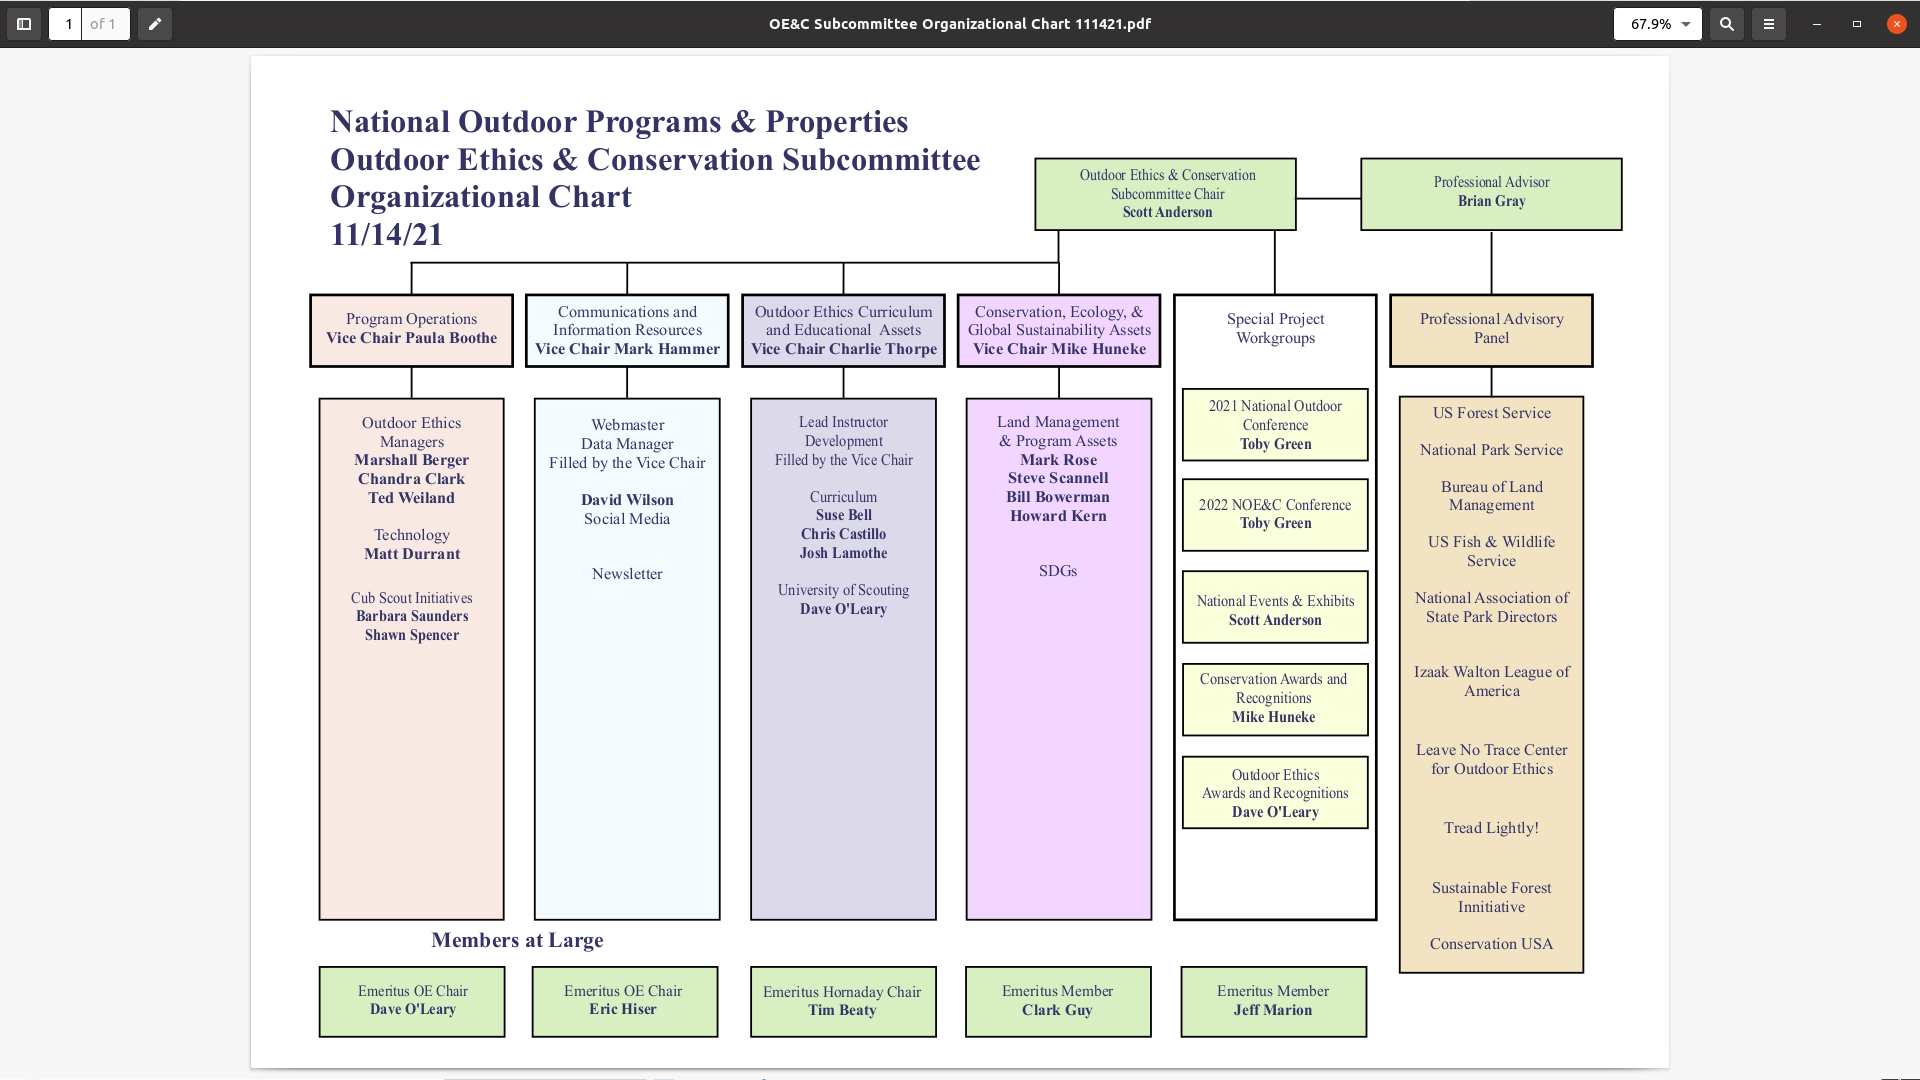 1
of 1
OE&C Subcommittee Organizational Chart 111421.pdf
67.9%
National Outdoor Programs & Properties
Outdoor Ethics & Conservation Subcommittee
Organizational Chart
11/14/21
Outdoor Ethics & Conservation
Subcommittee Chair
Scott Anderson
Professional Advisor
Brian Gray
Program Operations
Vice Chair Paula Boothe
Communications and
Information Resources
Vice Chair Mark Hammer
Outdoor Ethics Curriculum
and Educational Assets
Vice Chair Charlie Thorpe
Conservation, Ecology, &
Global Sustainability Assets
Vice Chair Mike Huneke
Special Project
Workgroups
Professional Advisory
Panel
Outdoor Ethics
Managers
Marshall Berger
Chandra Clark
Ted Weiland
Technology
Matt Durrant
Cub Scout Initiatives
Barbara Saunders
Shawn Spencer
Webmaster
Data Manager
Filled by the Vice Chair
David Wilson
Social Media
Newsletter
Lead Instructor
Development
Filled by the Vice Chair
Curriculum
Suse Bell
Chris Castillo
Josh Lamothe
University of Scouting
Dave O'Leary
Land Management
& Program Assets
Mark Rose
Steve Scannell
Bill Bowerman
Howard Kern
SDGs
2021 National Outdoor
Conference
Toby Green
2022 NOE&C Conference
Toby Green
National Events & Exhibits
Scott Anderson
Conservation Awards and
Recognitions
Mike Huneke
Outdoor Ethics
Awards and Recognitions
Dave O'Leary
US Forest Service
National Park Service
Bureau of Land
Management
US Fish & Wildlife
Service
National Association of
State Park Directors
Izaak Walton League of
America
Leave No Trace Center
for Outdoor Ethics
Tread Lightly!
Sustainable Forest
Innitiative
Conservation USA
Members at Large
Emeritus OE Chair
Dave O'Leary
Emeritus OE Chair
Eric Hiser
Emeritus Hornaday Chair
Tim Beaty
Emeritus Member
Clark Guy
Emeritus Member
Jeff Marion